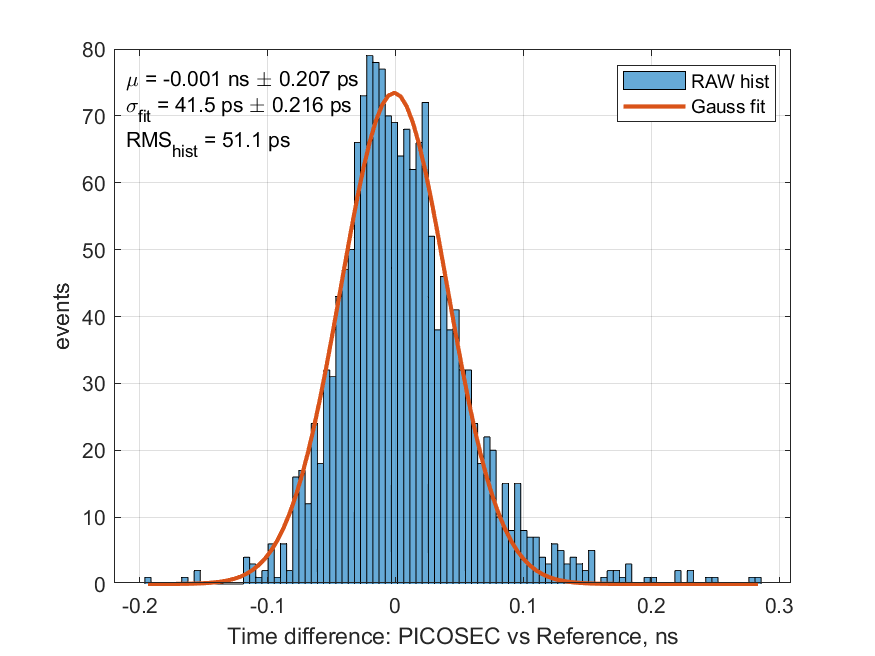 μ = -0.001 ns ± 0.207 ps
σfit = 41.5 ps ± 0.216 ps
RMShist = 51.1 ps
RAW hist
Gauss fit
80
70
60
50
40
30
20
10
0
events
-0.2 -0.1 0 0.1 0.2 0.3
Time difference: PICOSEC vs Reference, ns